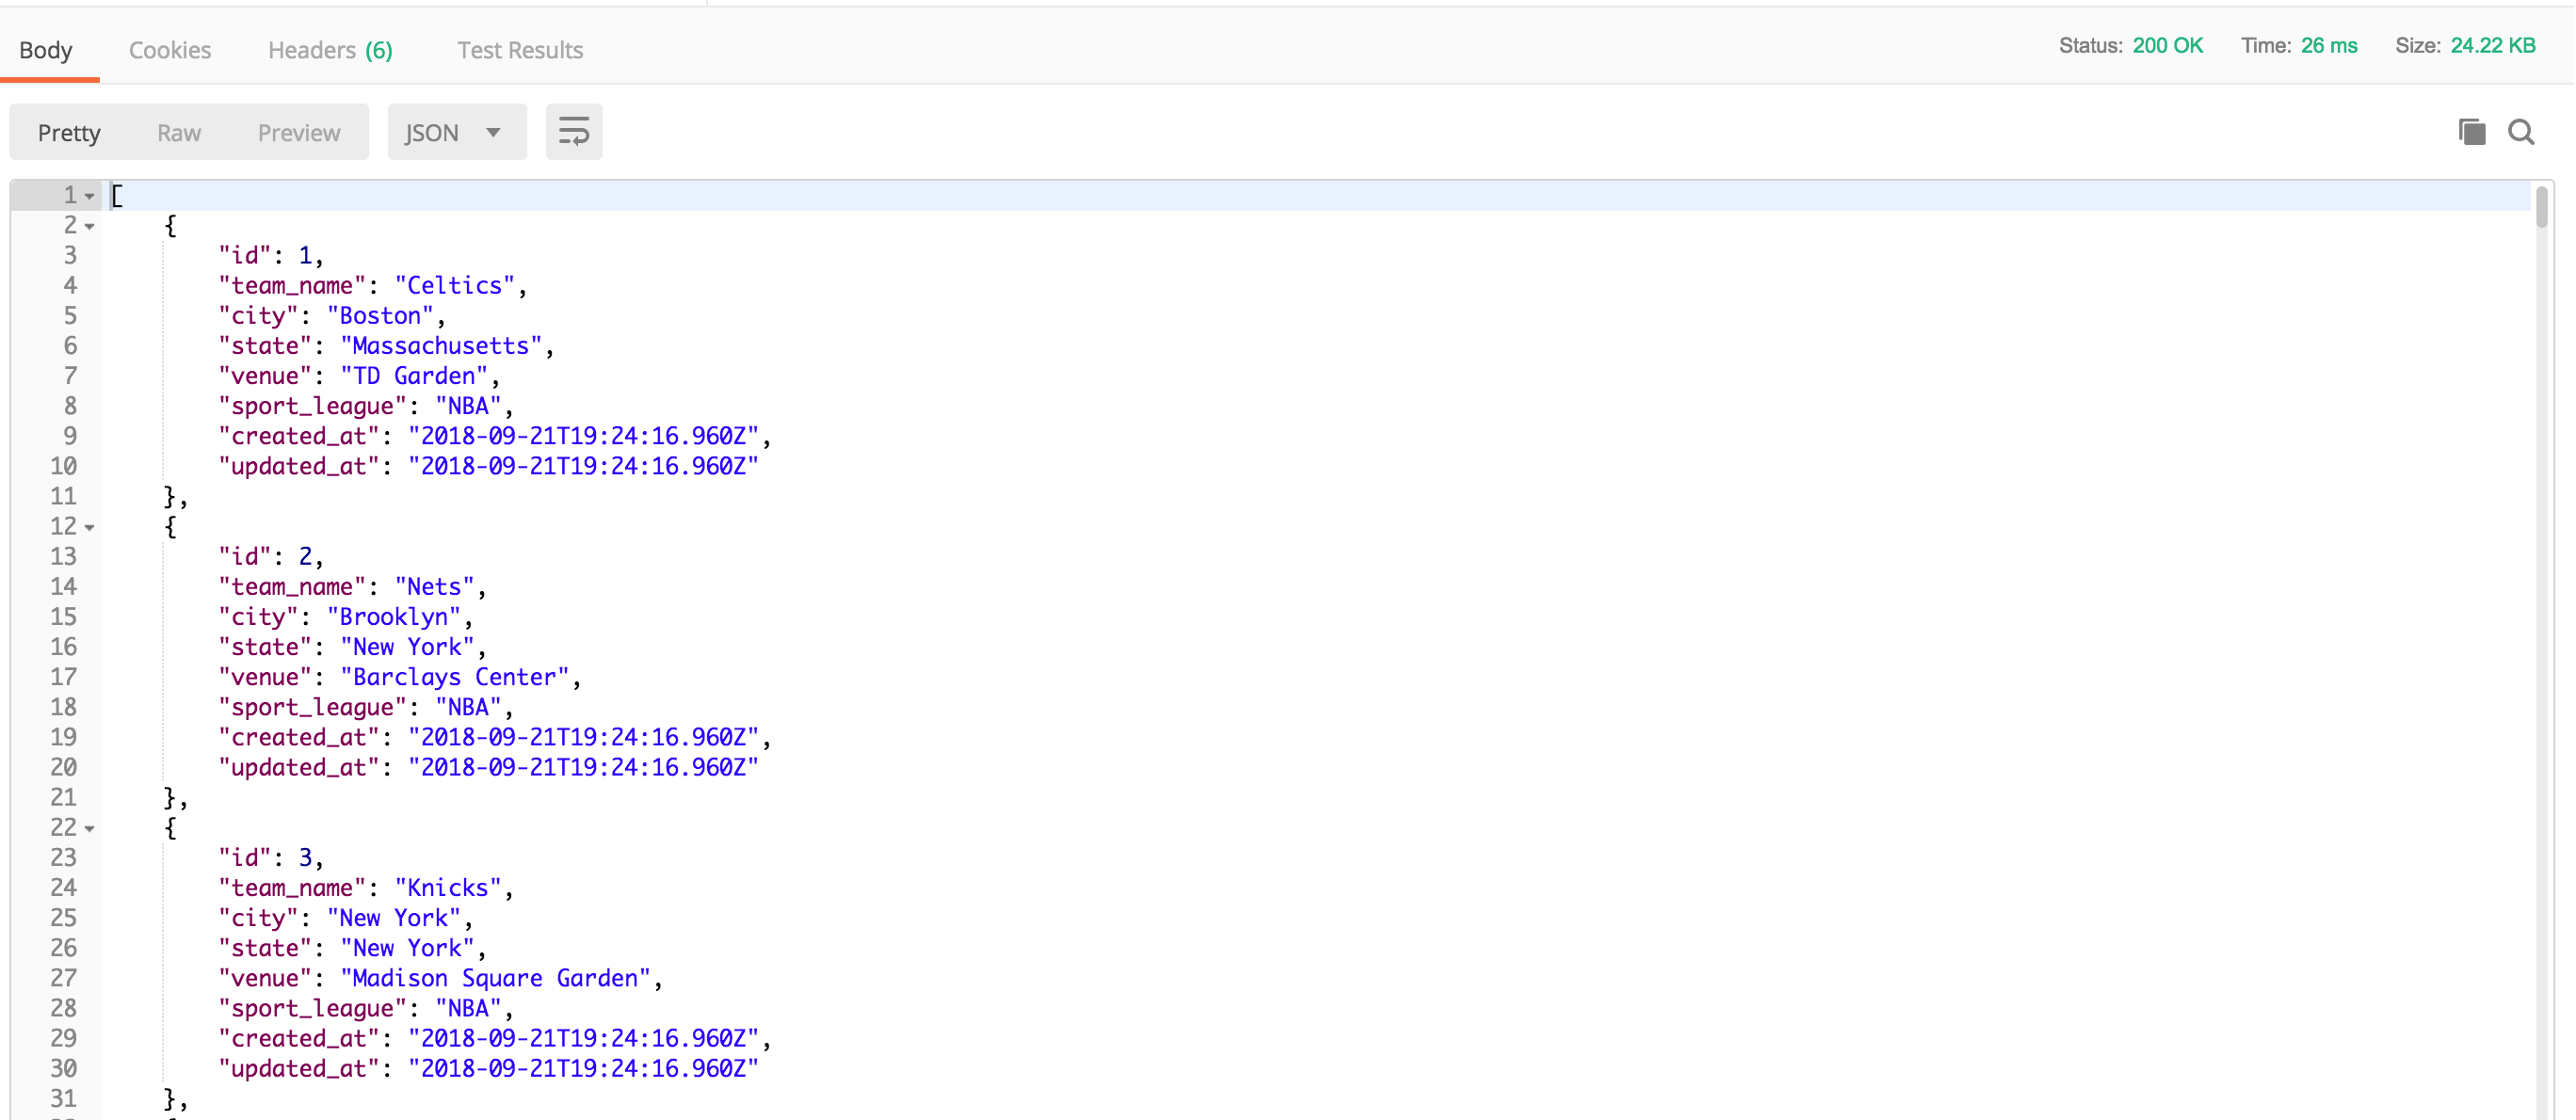 Body Cookies Headers (6) Test Results Status: 200 OK Time: 26 ms Size: 24.22 KB
Pretty Raw Preview JSON
1 [
2 {
3 "id": 1,
4 "team_name": "Celtics",
5 "city": "Boston",
6 "state": "Massachusetts",
7 "venue": "TD Garden",
8 "sport_league": "NBA",
9 "created_at": "2018-09-21T19:24:16.960Z",
10 "updated_at": "2018-09-21T19:24:16.960Z"
11 },
12 {
13 "id": 2,
14 "team_name": "Nets",
15 "city": "Brooklyn",
16 "state": "New York",
17 "venue": "Barclays Center",
18 "sport_league": "NBA",
19 "created_at": "2018-09-21T19:24:16.960Z",
20 "updated_at": "2018-09-21T19:24:16.960Z"
21 },
22 {
23 "id": 3,
24 "team_name": "Knicks",
25 "city": "New York",
26 "state": "New York",
27 "venue": "Madison Square Garden",
28 "sport_league": "NBA",
29 "created_at": "2018-09-21T19:24:16.960Z",
30 "updated_at": "2018-09-21T19:24:16.960Z"
31 },